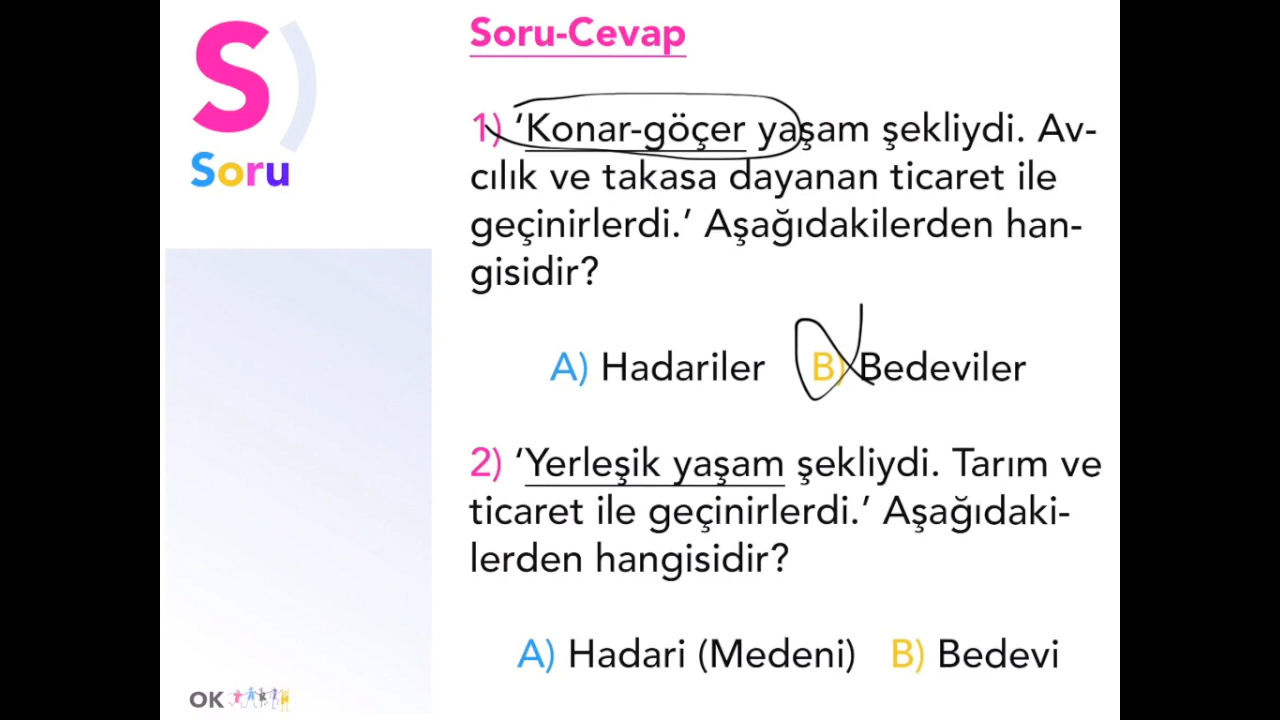 S)
Soru
Soru-Cevap
1) 'Konar-göçer yaşam şekliydi. Av-
cılık ve takasa dayanan ticaret ile
geçinirlerdi.' Aşağıdakilerden han-
gisidir?
A) Hadariler B) Bedeviler
2) 'Yerleşik yaşam şekliydi. Tarım ve
ticaret ile geçinirlerdi.' Aşağıdaki-
lerden hangisidir?
A) Hadari (Medeni) B) Bedevi
OK